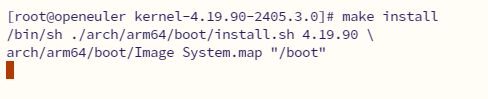 [root@openeuler kernel-4.19.90-2405.3.0]# make install
/bin/sh ./arch/arm64/boot/install.sh 4.19.90 \
arch/arm64/boot/Image System.map "/boot"